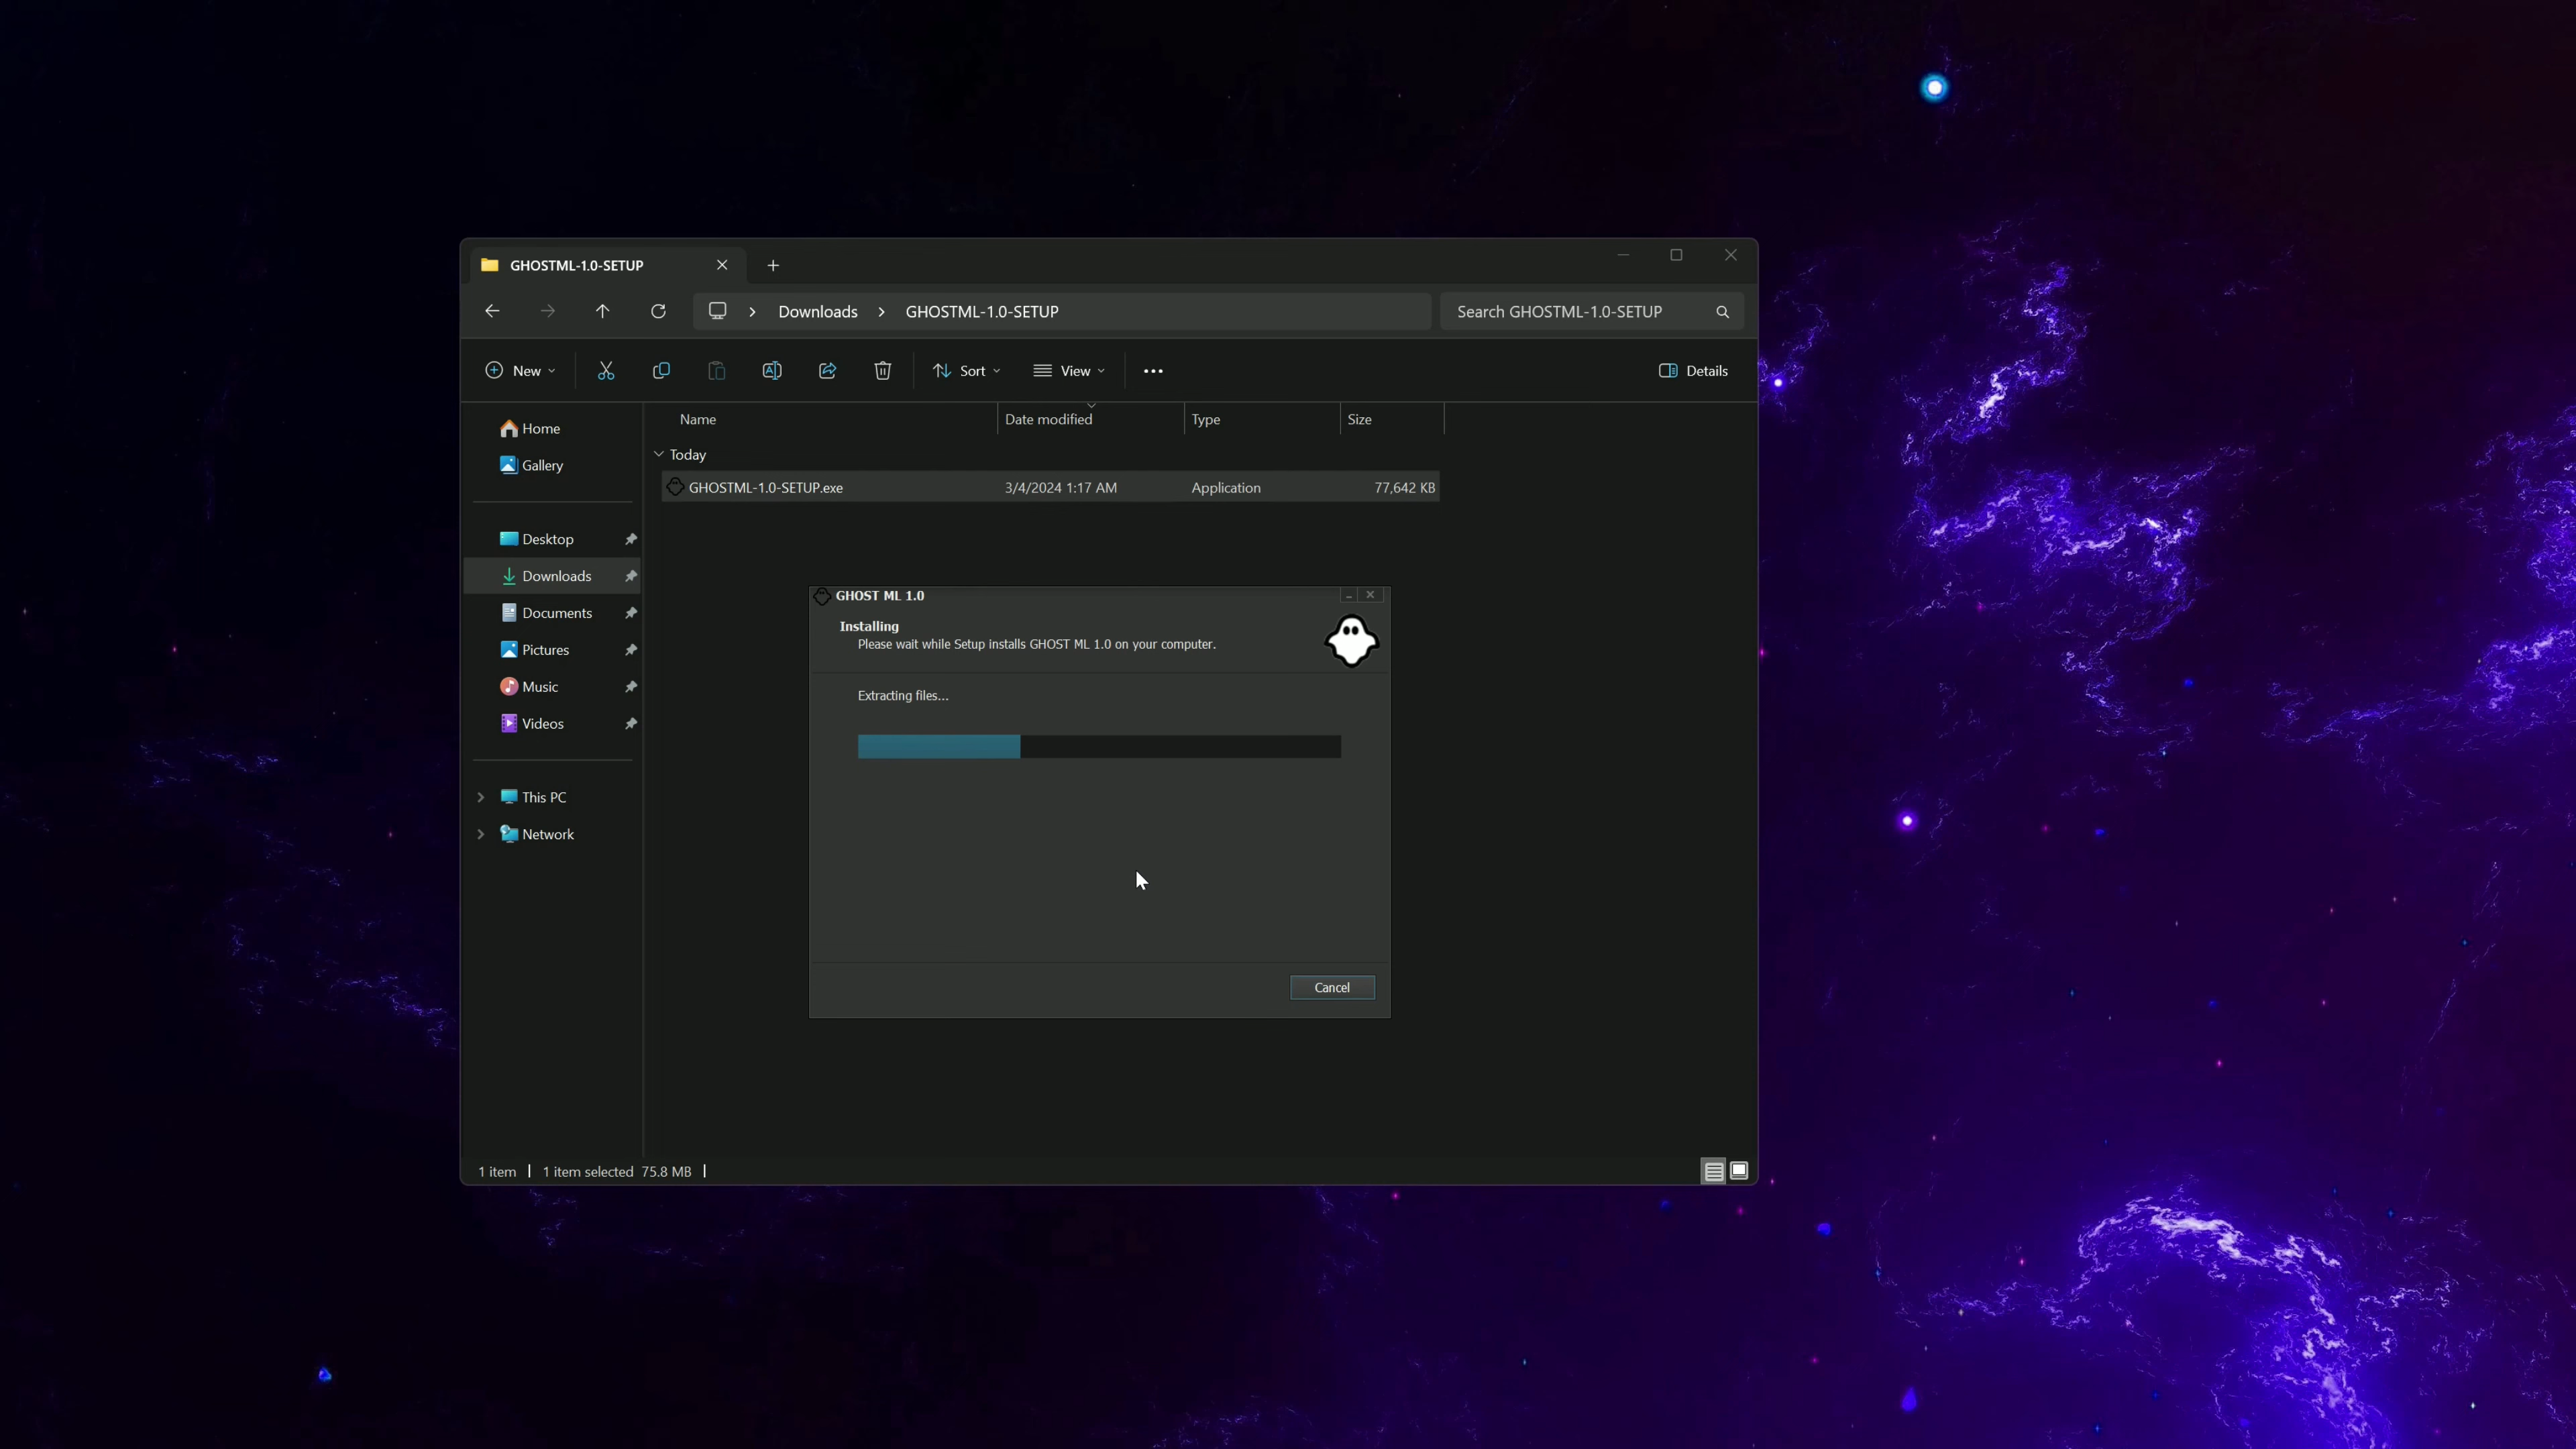 GHOSTML-1.0-SETUP
Downloads > GHOSTML-1.0-SETUP
Search GHOSTML-1.0-SETUP
New
Sort
View
Details
Name Date modified Type Size
Home
Gallery
Today
GHOSTML-1.0-SETUP.exe 3/4/2024 1:17 AM Application 77,642 KB
Desktop
Downloads
Documents
Pictures
Music
Videos
This PC
Network
GHOST ML 1.0
Installing
Please wait while Setup installs GHOST ML 1.0 on your computer.
Extracting files...
Cancel
1 item | 1 item selected 75.8 MB |